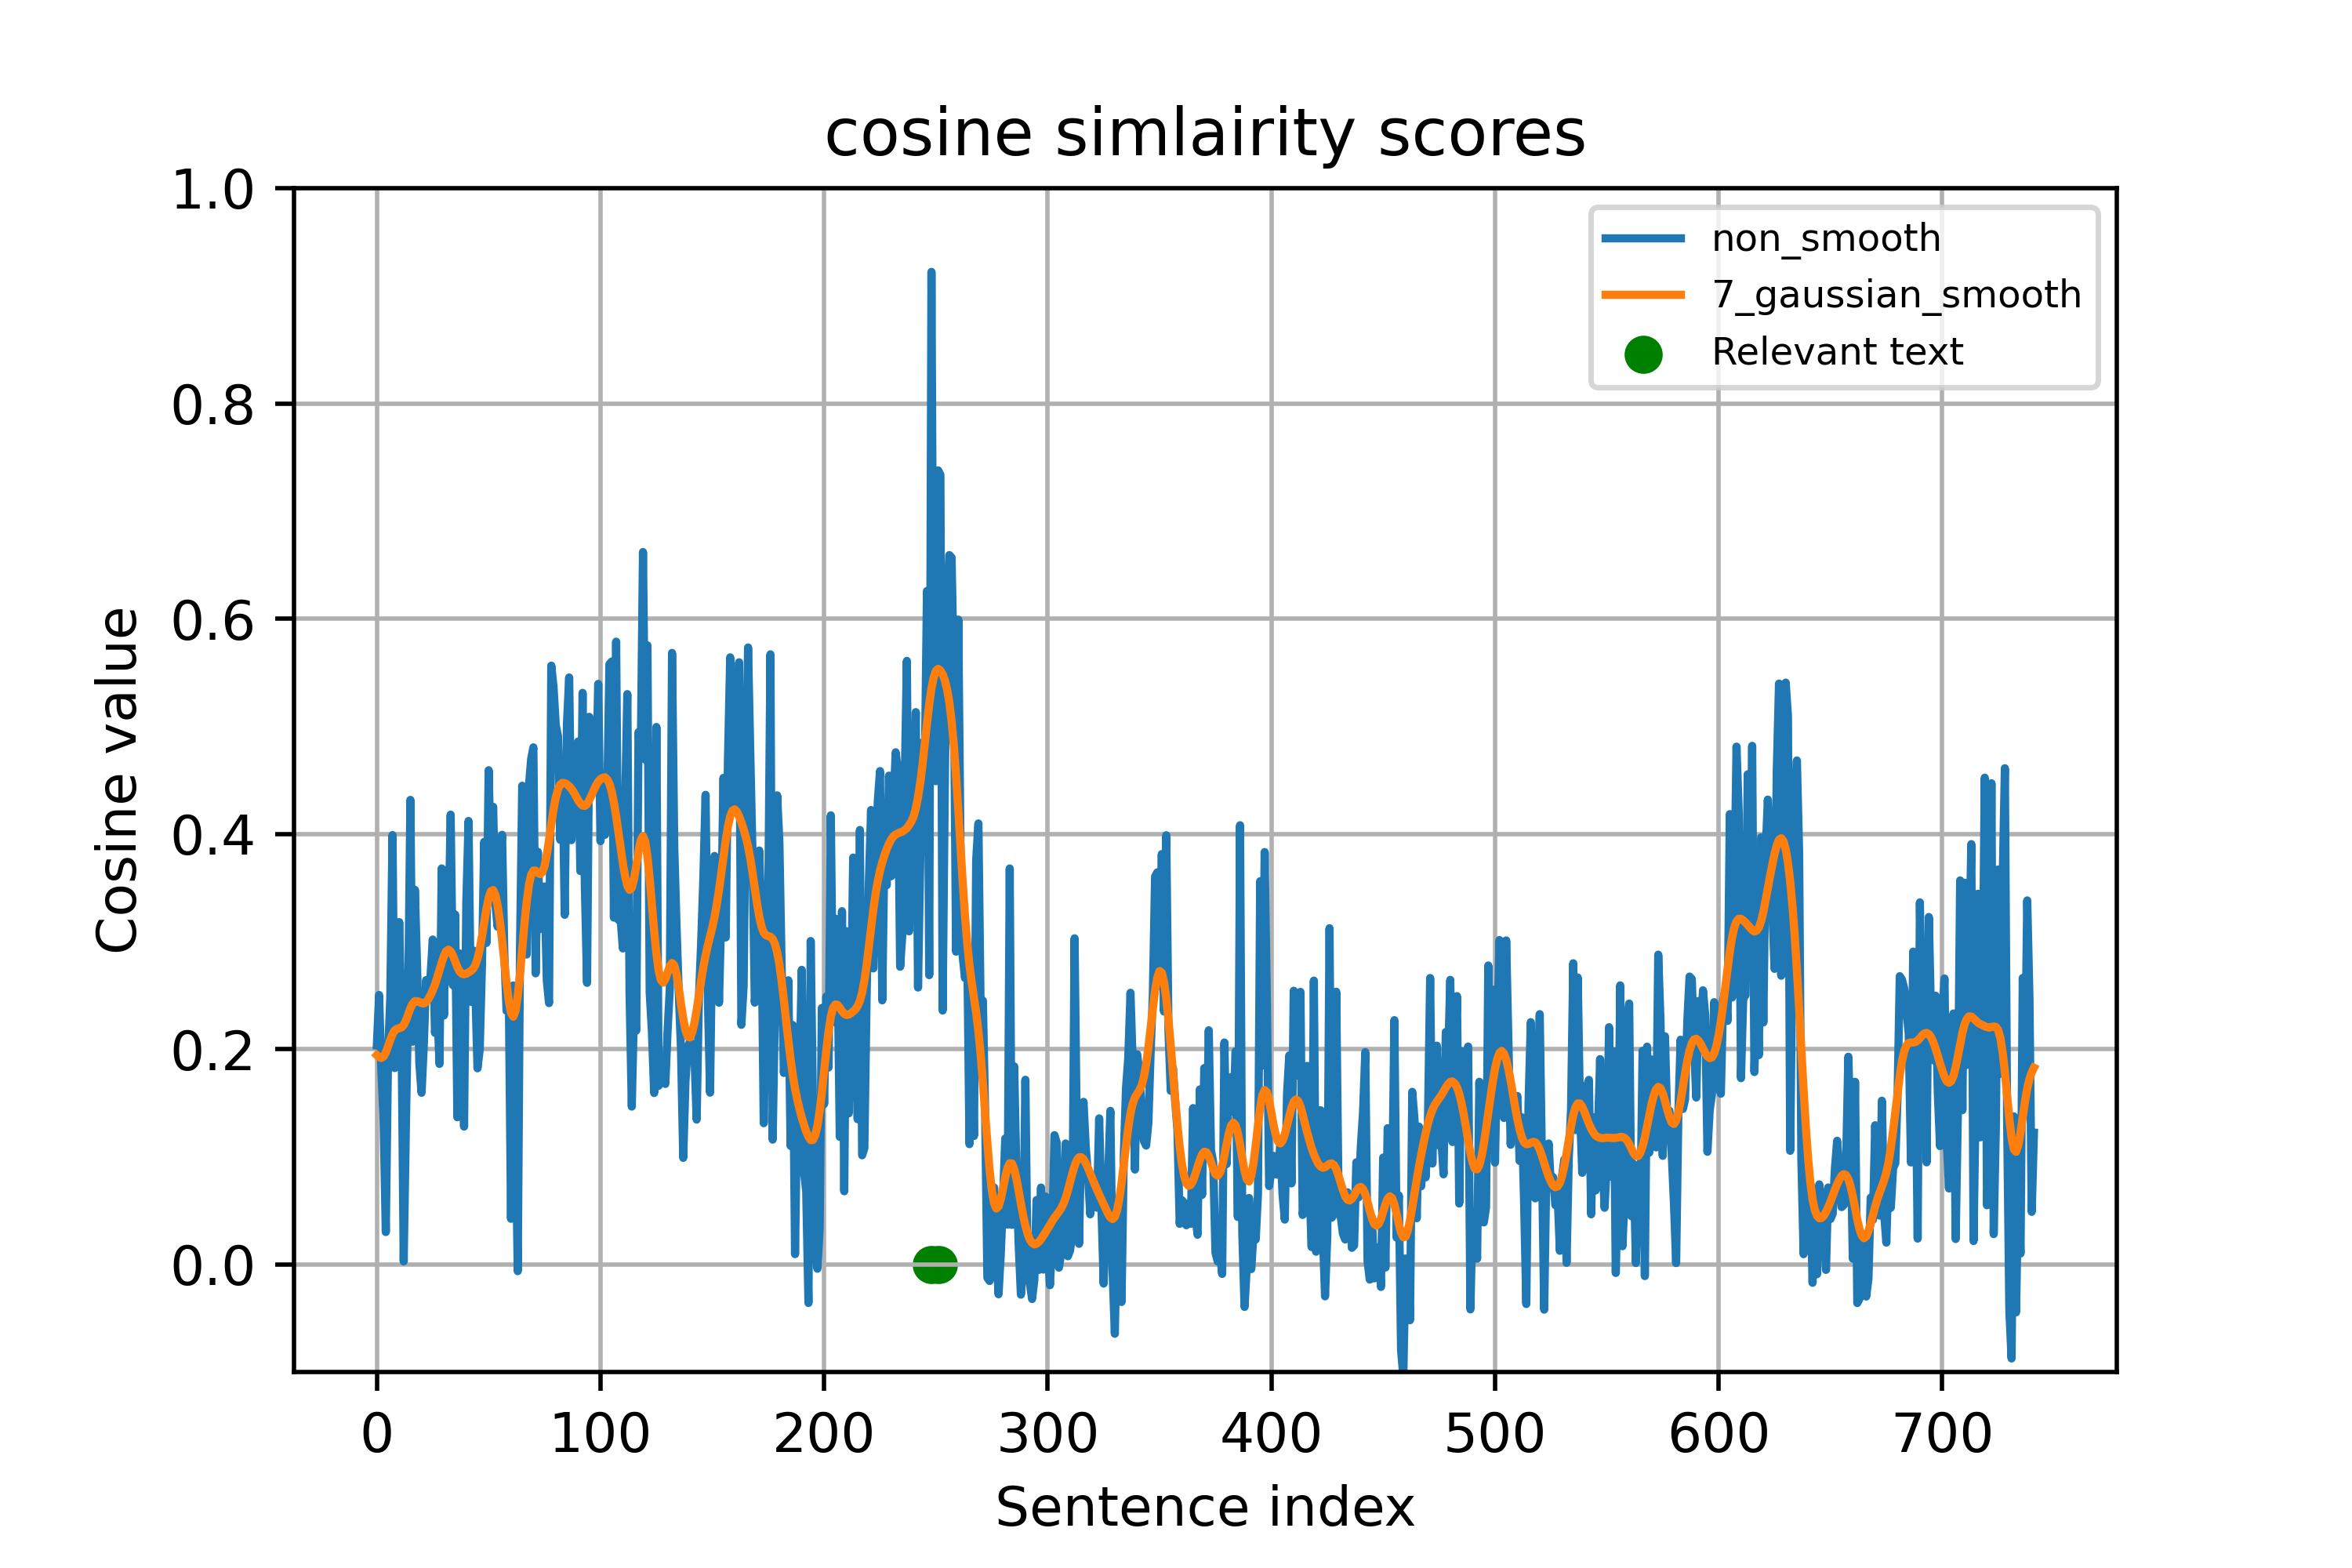 cosine simlairity scores
1.0
0.8
0.6
0.4
0.2
0.0
Cosine value
non_smooth
7_gaussian_smooth
Relevant text
0 100 200 300 400 500 600 700
Sentence index